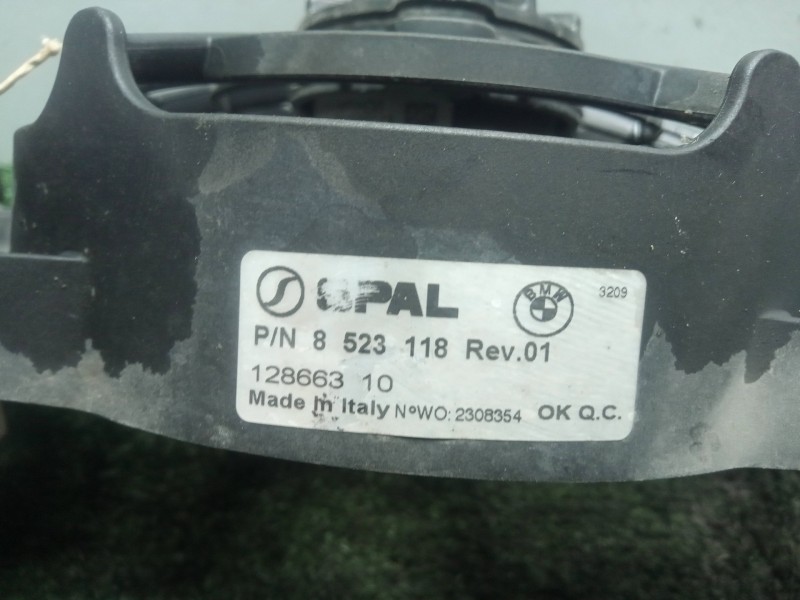 SPAL
BMW
3209
P/N 8 523 118 Rev.01
128663 10
Made in Italy N°WO: 2308354 OK Q.C.